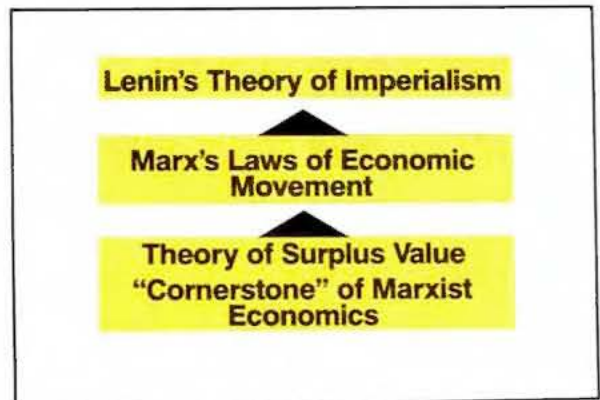 Lenin's Theory of Imperialism
Marx's Laws of Economic
Movement
Theory of Surplus Value
“Cornerstone” of Marxist
Economics